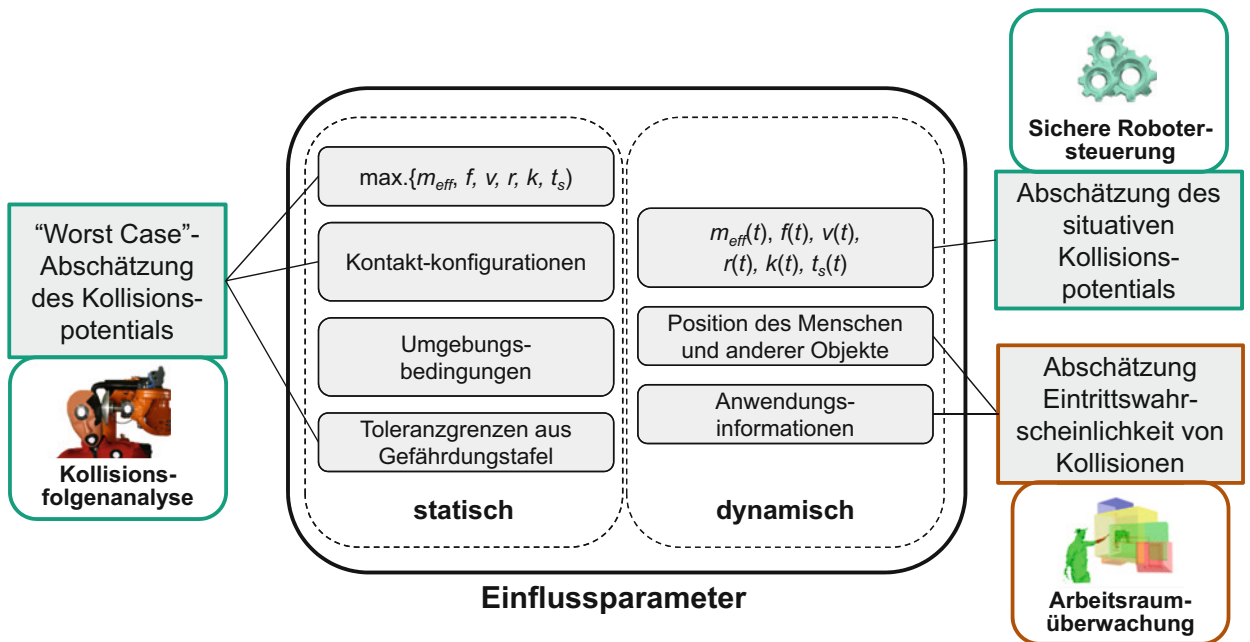 “Worst Case”-
Abschätzung
des Kollisions-
potentials
Kollisions-
folgenanalyse
max.{m_eff, f, v, r, k, t_s)
Kontakt-konfigurationen
Umgebungs-
bedingungen
Toleranzgrenzen aus
Gefährdungstafel
statisch
m_eff(t), f(t), v(t),
r(t), k(t), t_s(t)
Position des Menschen
und anderer Objekte
Anwendungs-
informationen
dynamisch
Einflussparameter
Sichere Roboter-
steuerung
Abschätzung des
situativen
Kollisions-
potentials
Abschätzung
Eintrittswahr-
scheinlichkeit von
Kollisionen
Arbeitsraum-
überwachung